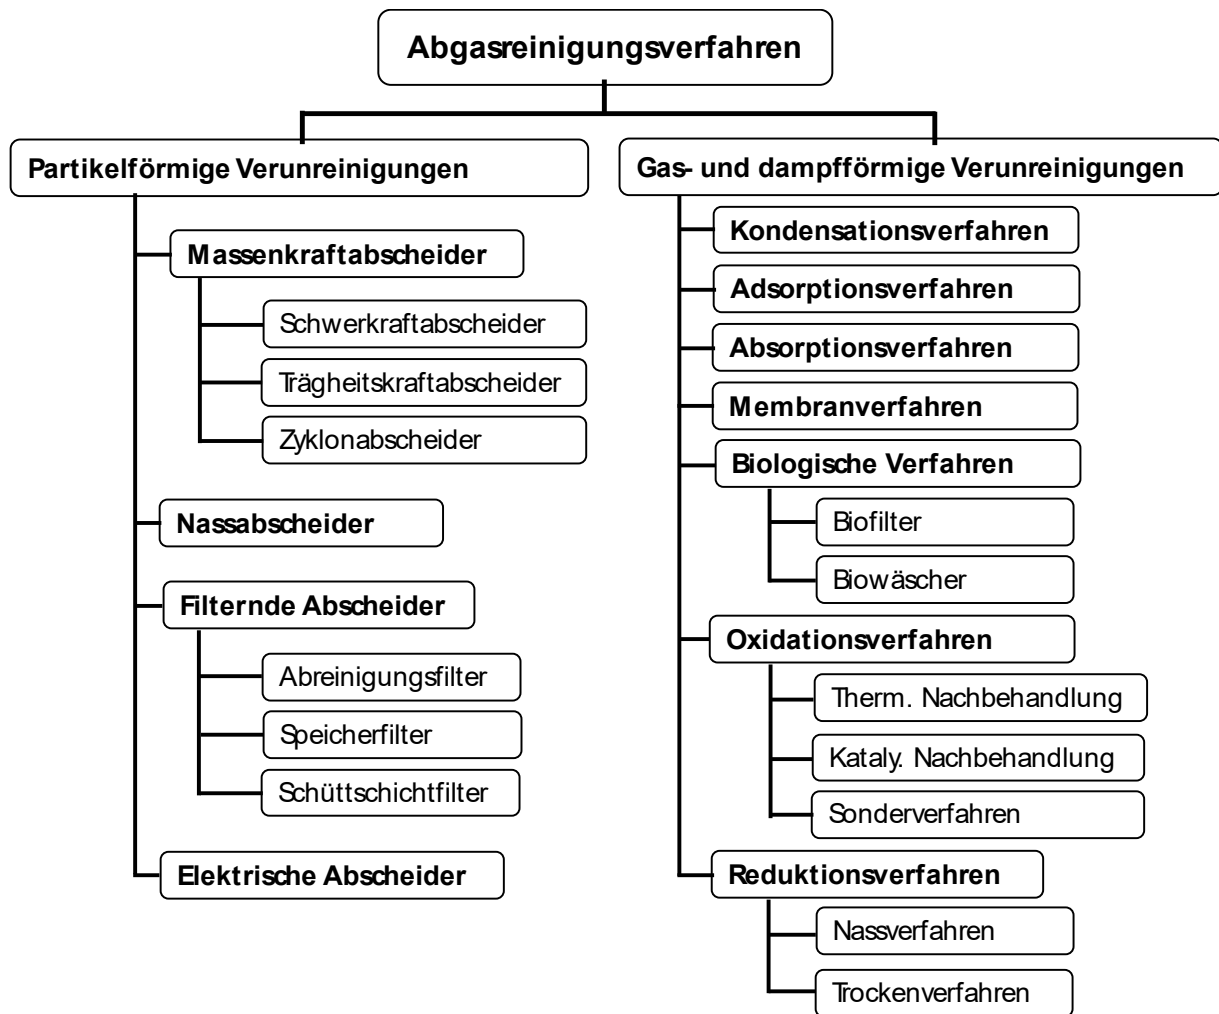 Abgasreinigungsverfahren
Partikelförmige Verunreinigungen
Massenkraftabscheider
Schwerkraftabscheider
Trägheitskraftabscheider
Zyklonabscheider
Nassabscheider
Filternde Abscheider
Abreinigungsfilter
Speicherfilter
Schüttschichtfilter
Elektrische Abscheider
Gas- und dampfförmige Verunreinigungen
Kondensationsverfahren
Adsorptionsverfahren
Absorptionsverfahren
Membranverfahren
Biologische Verfahren
Biofilter
Biowäscher
Oxidationsverfahren
Therm. Nachbehandlung
Kataly. Nachbehandlung
Sonderverfahren
Reduktionsverfahren
Nassverfahren
Trockenverfahren